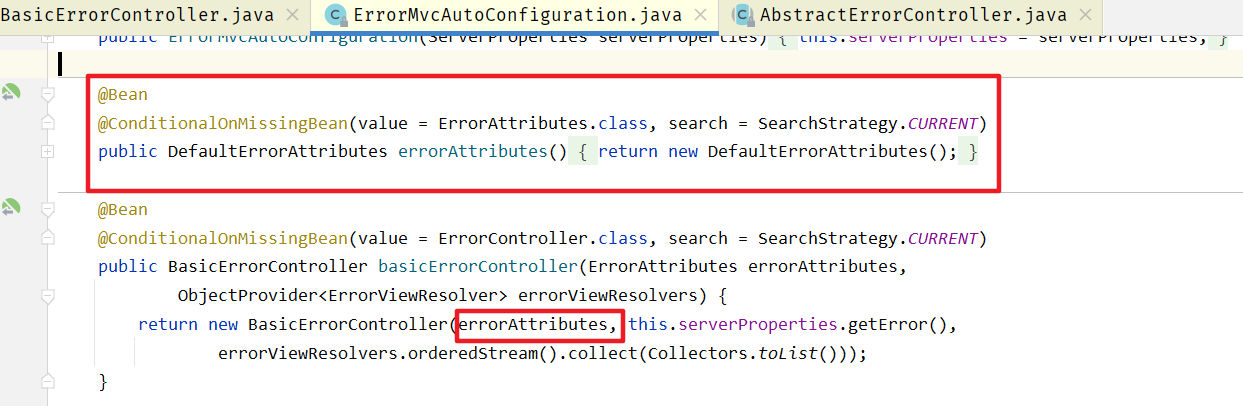 BasicErrorController.java ErrorMvcAutoConfiguration.java AbstractErrorController.java
public ErrorMvcAutoConfiguration(ServerProperties serverProperties) { this.serverProperties = serverProperties; }
@Bean
@ConditionalOnMissingBean(value = ErrorAttributes.class, search = SearchStrategy.CURRENT)
public DefaultErrorAttributes errorAttributes() { return new DefaultErrorAttributes(); }
@Bean
@ConditionalOnMissingBean(value = ErrorController.class, search = SearchStrategy.CURRENT)
public BasicErrorController basicErrorController(ErrorAttributes errorAttributes,
ObjectProvider<ErrorViewResolver> errorViewResolvers) {
return new BasicErrorController(errorAttributes, this.serverProperties.getError(),
errorViewResolvers.orderedStream().collect(Collectors.toList()));
}